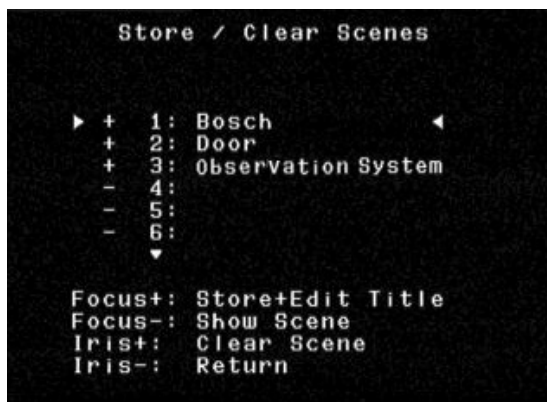 Store / Clear Scenes
+ 1: Bosch
+ 2: Door
+ 3: Observation System
- 4:
- 5:
- 6:
Focus+: Store+Edit Title
Focus-: Show Scene
Iris+: Clear Scene
Iris-: Return